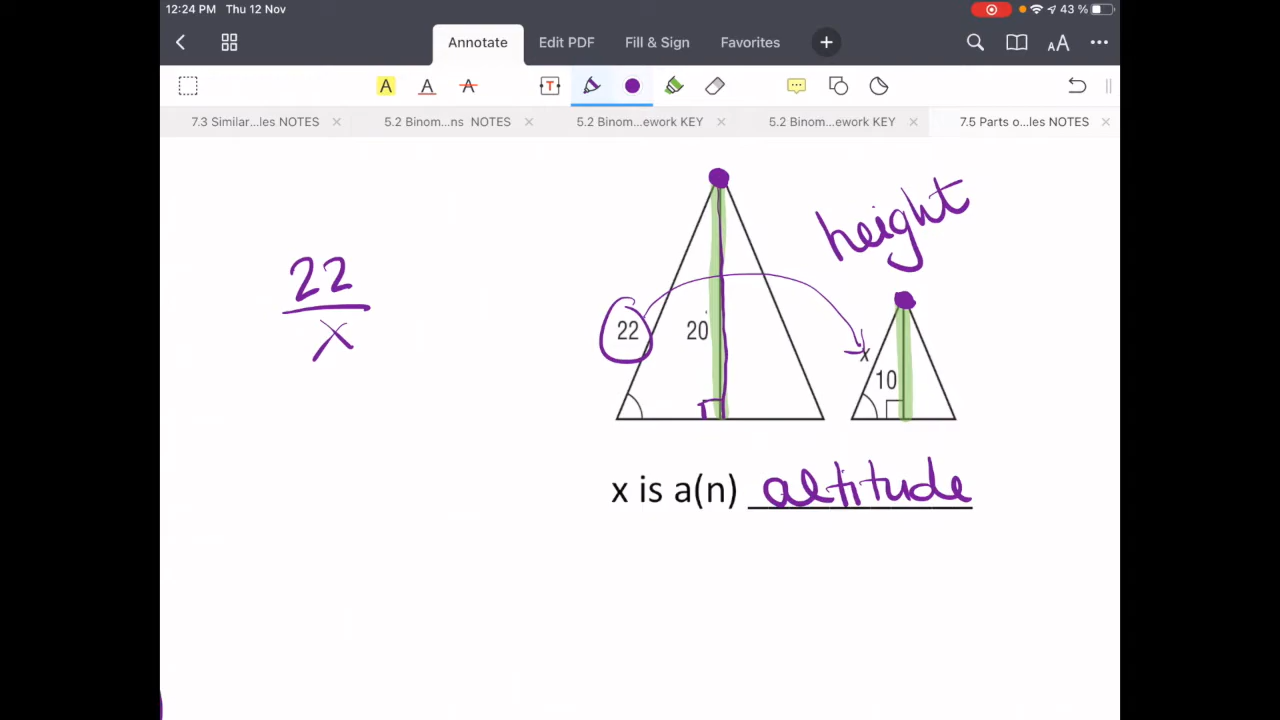 12:24 PM Thu 12 Nov 43 %
Annotate Edit PDF Fill & Sign Favorites
A A A T AA
7.3 Similar...les NOTES 5.2 Binom...ns NOTES 5.2 Binom...ework KEY 5.2 Binom...ework KEY 7.5 Parts o...les NOTES
height
22
x
22 20 x
10
x is a(n) altitude